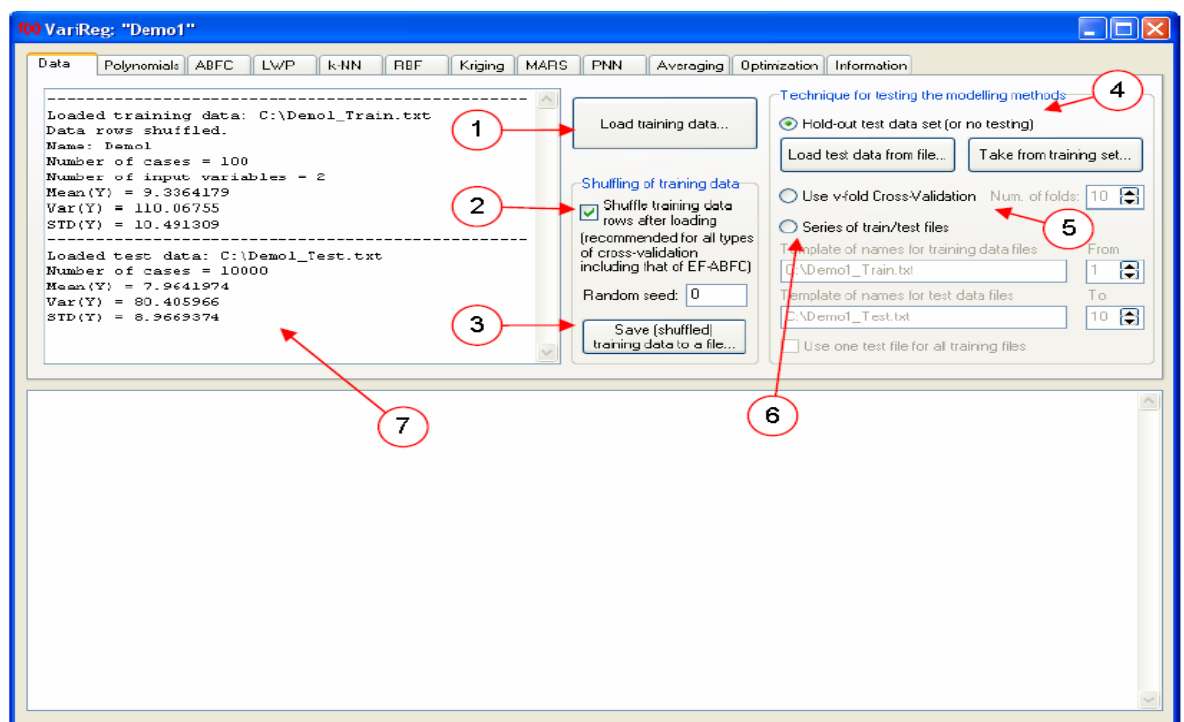 f(x) VariReg: "Demo1"
Data Polynomials ABFC LWP k-NN RBF Kriging MARS PNN Averaging Optimization Information
------------------------------------------------
Loaded training data: C:\Demo1_Train.txt
Data rows shuffled.
Name: Demo1
Number of cases = 100
Number of input variables = 2
Mean(Y) = 9.3364179
Var(Y) = 110.06755
STD(Y) = 10.491309
------------------------------------------------
Loaded test data: C:\Demo1_Test.txt
Number of cases = 10000
Mean(Y) = 7.9641974
Var(Y) = 80.405966
STD(Y) = 8.9669374
7
1
Load training data...
2
Shuffling of training data
Shuffle training data
rows after loading
(recommended for all types
of cross-validation
including that of EF-ABFC)
Random seed: 0
3
Save (shuffled)
training data to a file...
Technique for testing the modelling methods
4
Hold-out test data set (or no testing)
Load test data from file... Take from training set...
Use v-fold Cross-Validation Num. of folds: 10
5
Series of train/test files
Template of names for training data files From
C:\Demo1_Train.txt 1
Template of names for test data files To
C:\Demo1_Test.txt 10
Use one test file for all training files
6